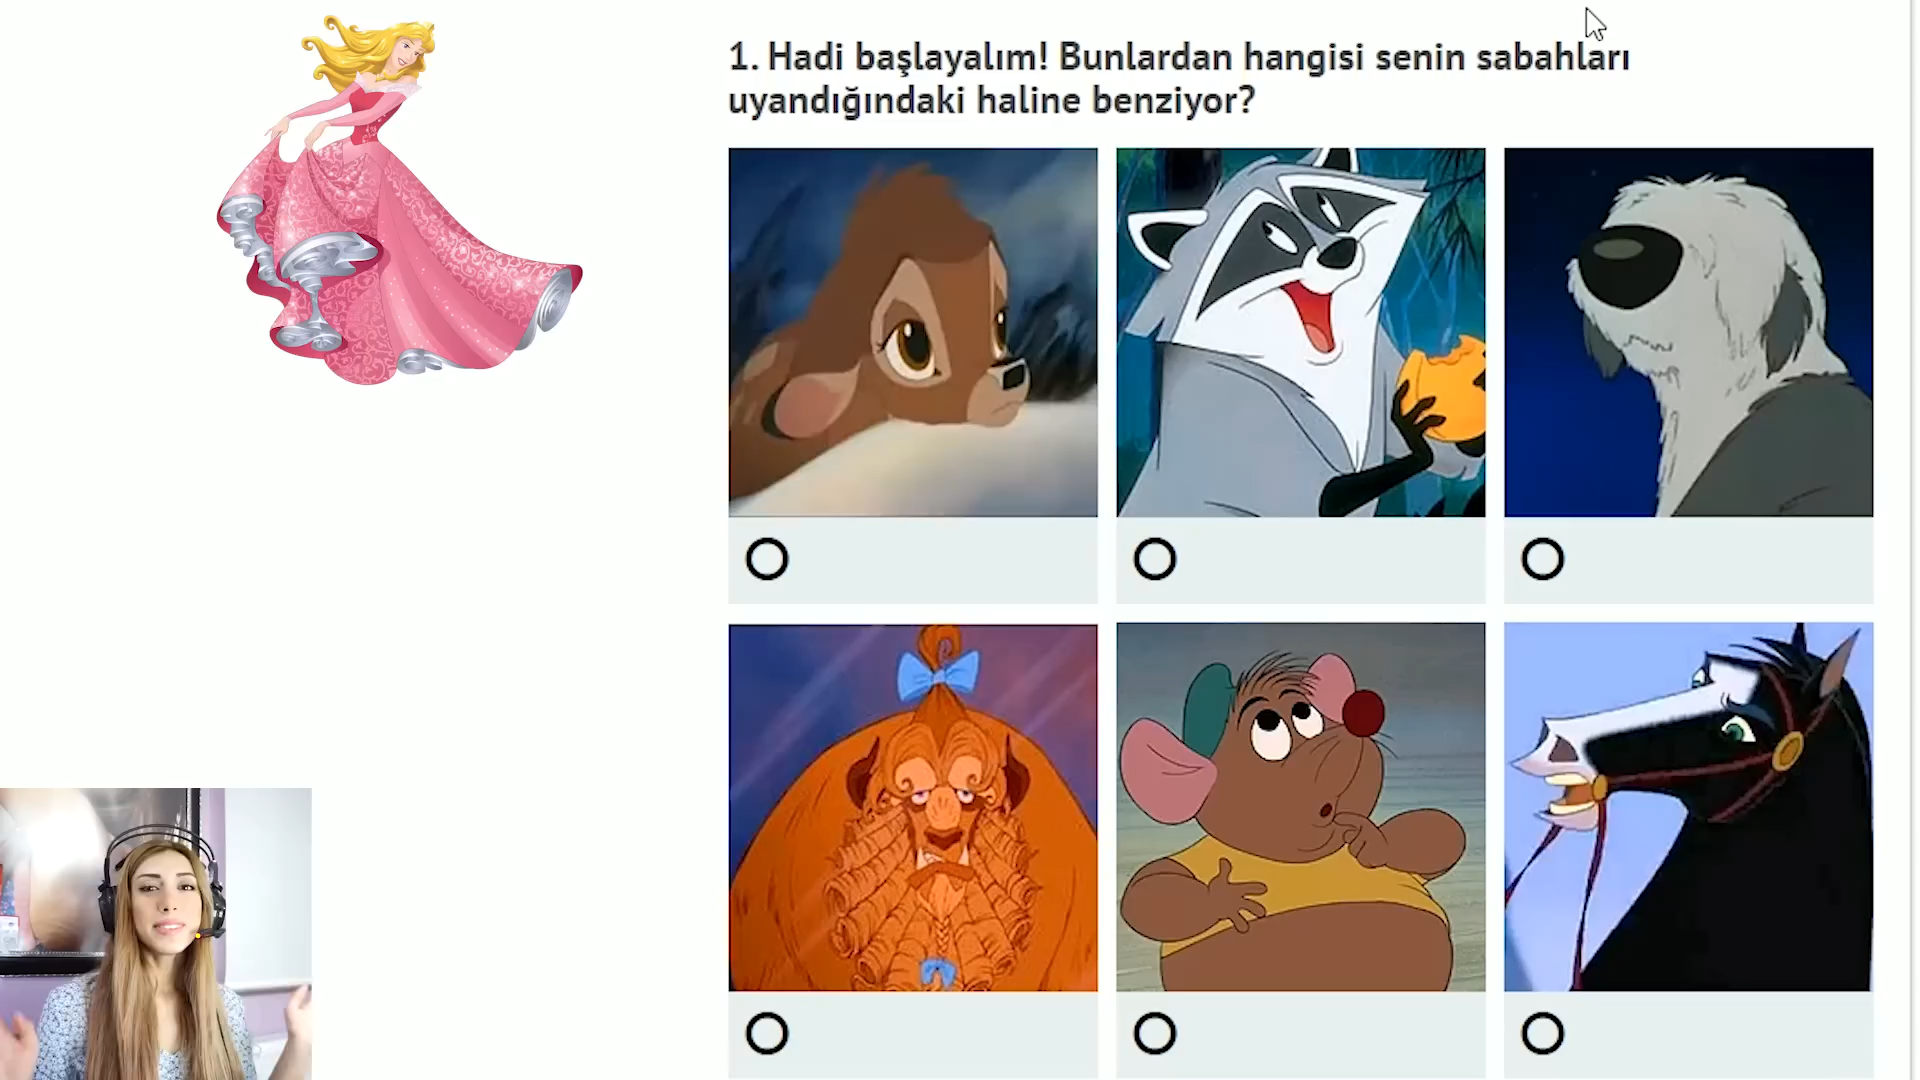 1. Hadi başlayalım! Bunlardan hangisi senin sabahları
uyandığındaki haline benziyor?